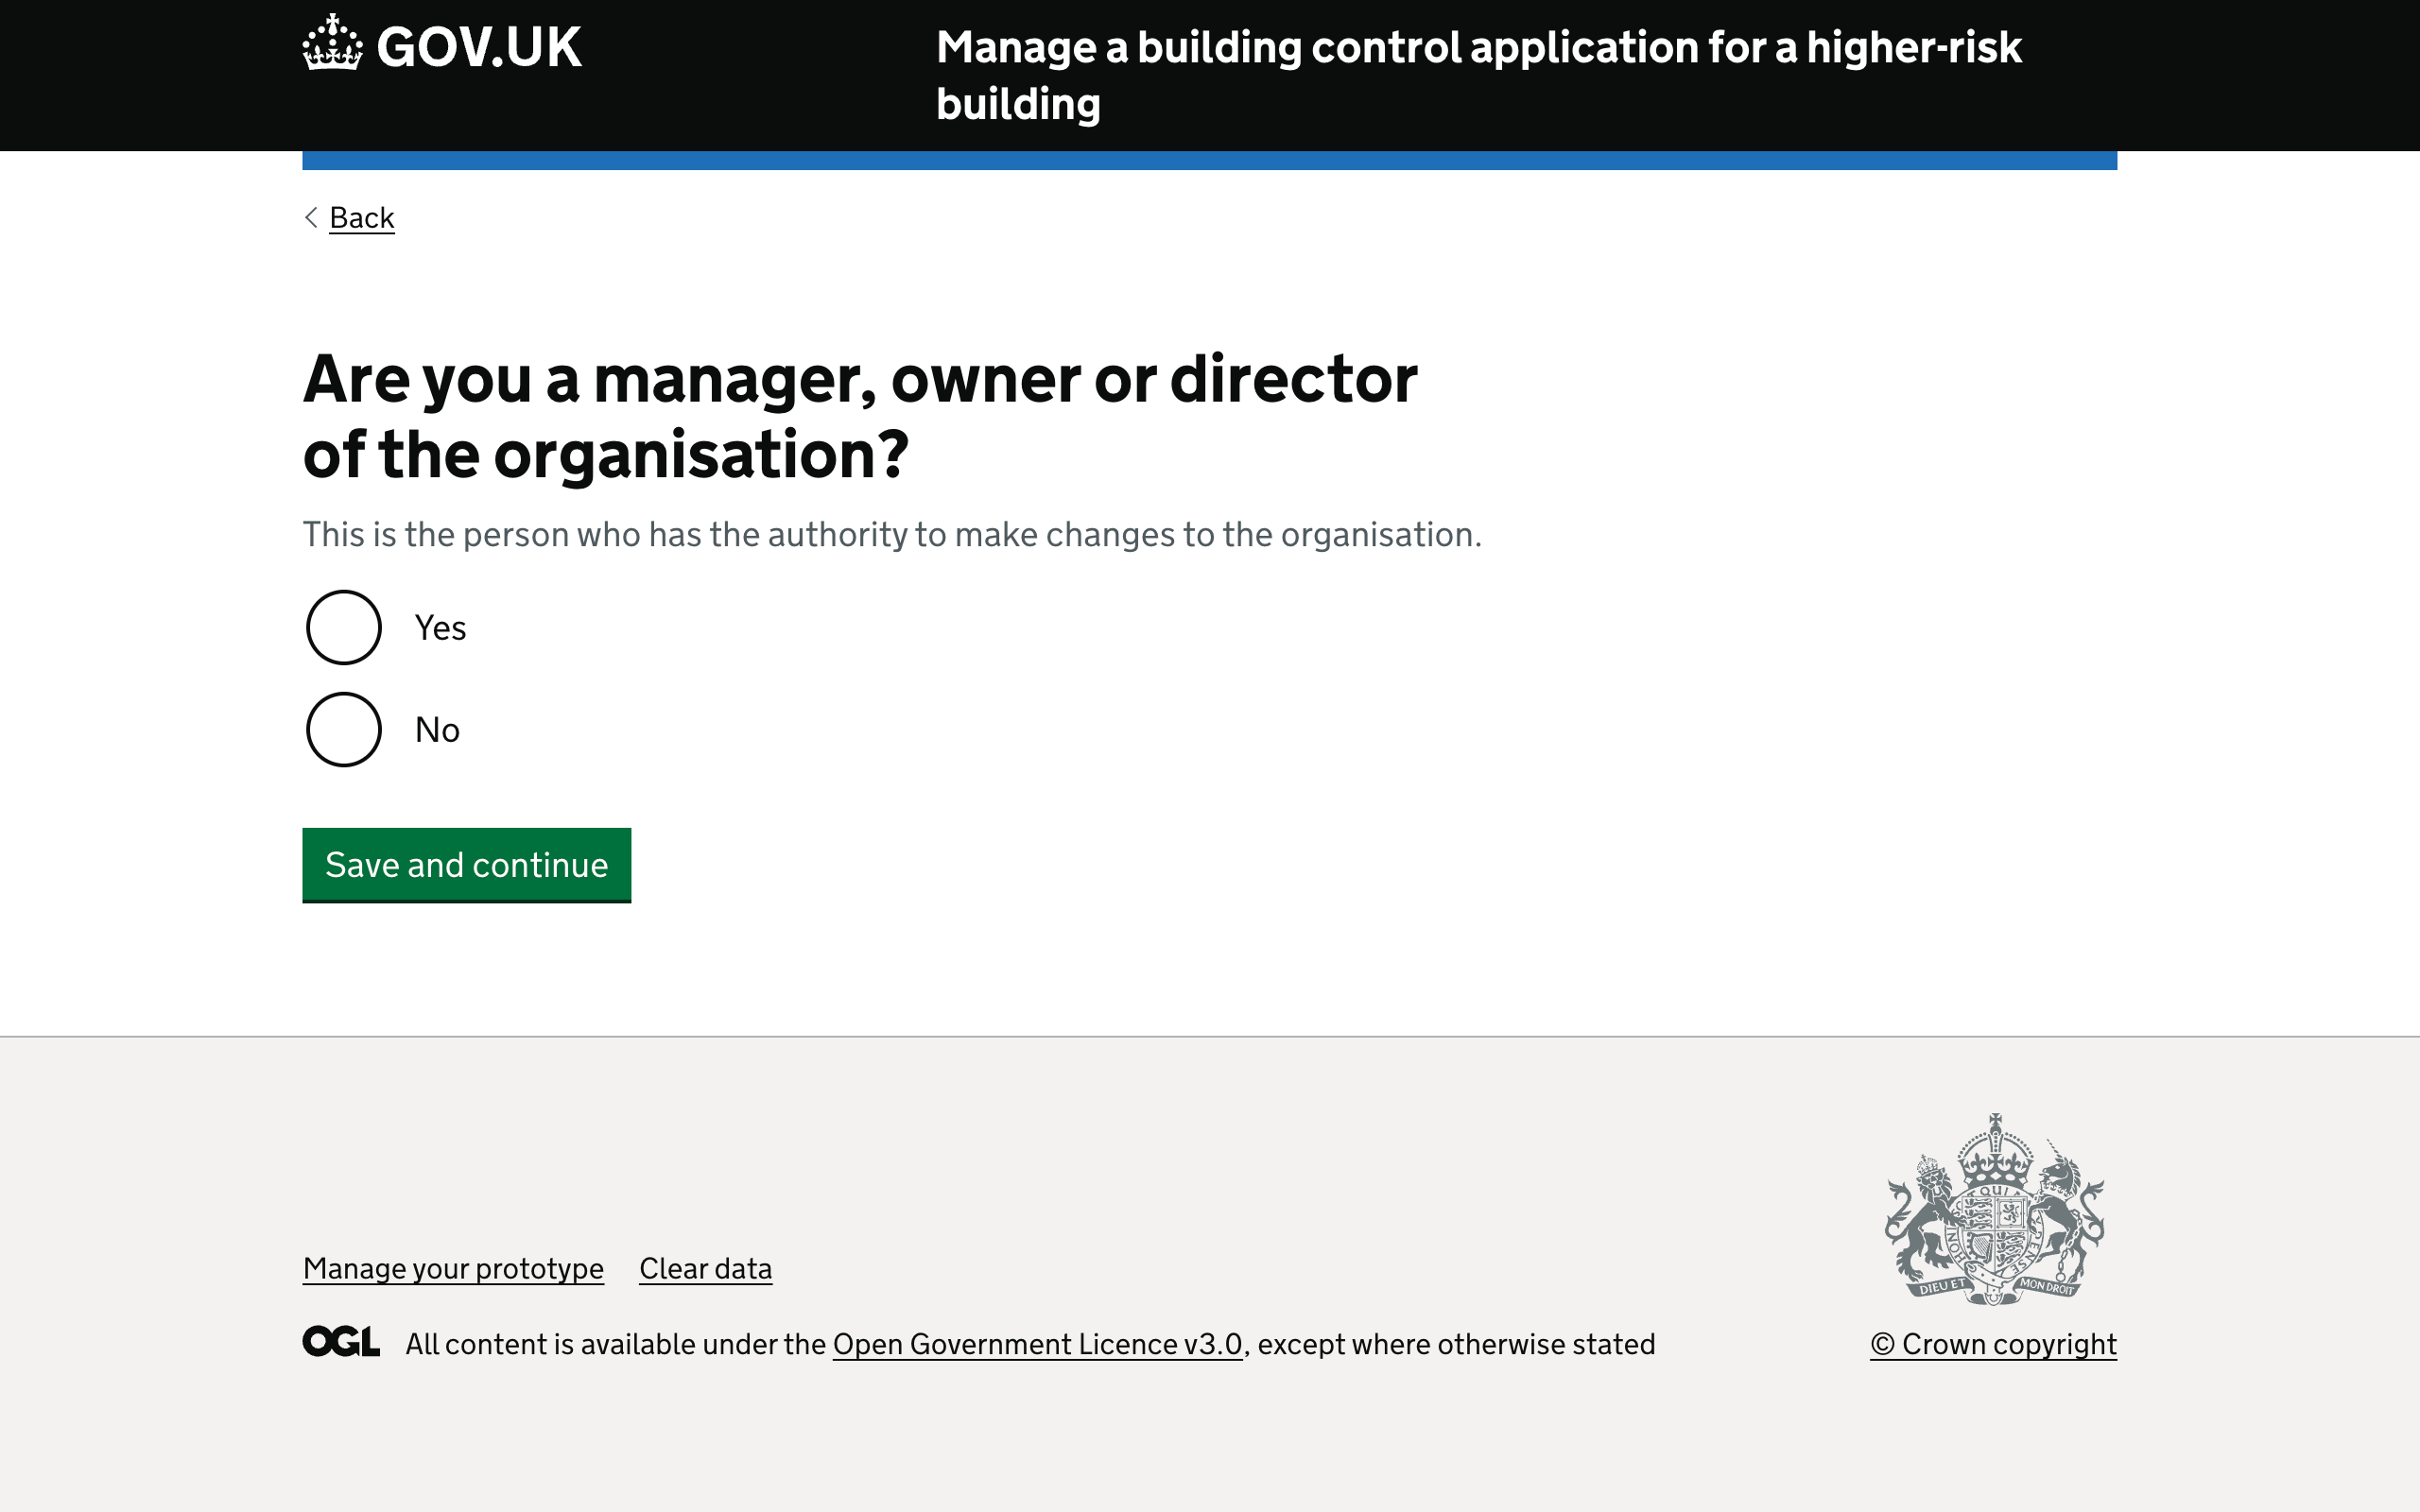 GOV.UK
Manage a building control application for a higher-risk
building
Back
Are you a manager, owner or director
of the organisation?
This is the person who has the authority to make changes to the organisation.
Yes
No
Save and continue
Manage your prototype Clear data
OGL All content is available under the Open Government Licence v3.0, except where otherwise stated
DIEU ET MON DROIT
© Crown copyright